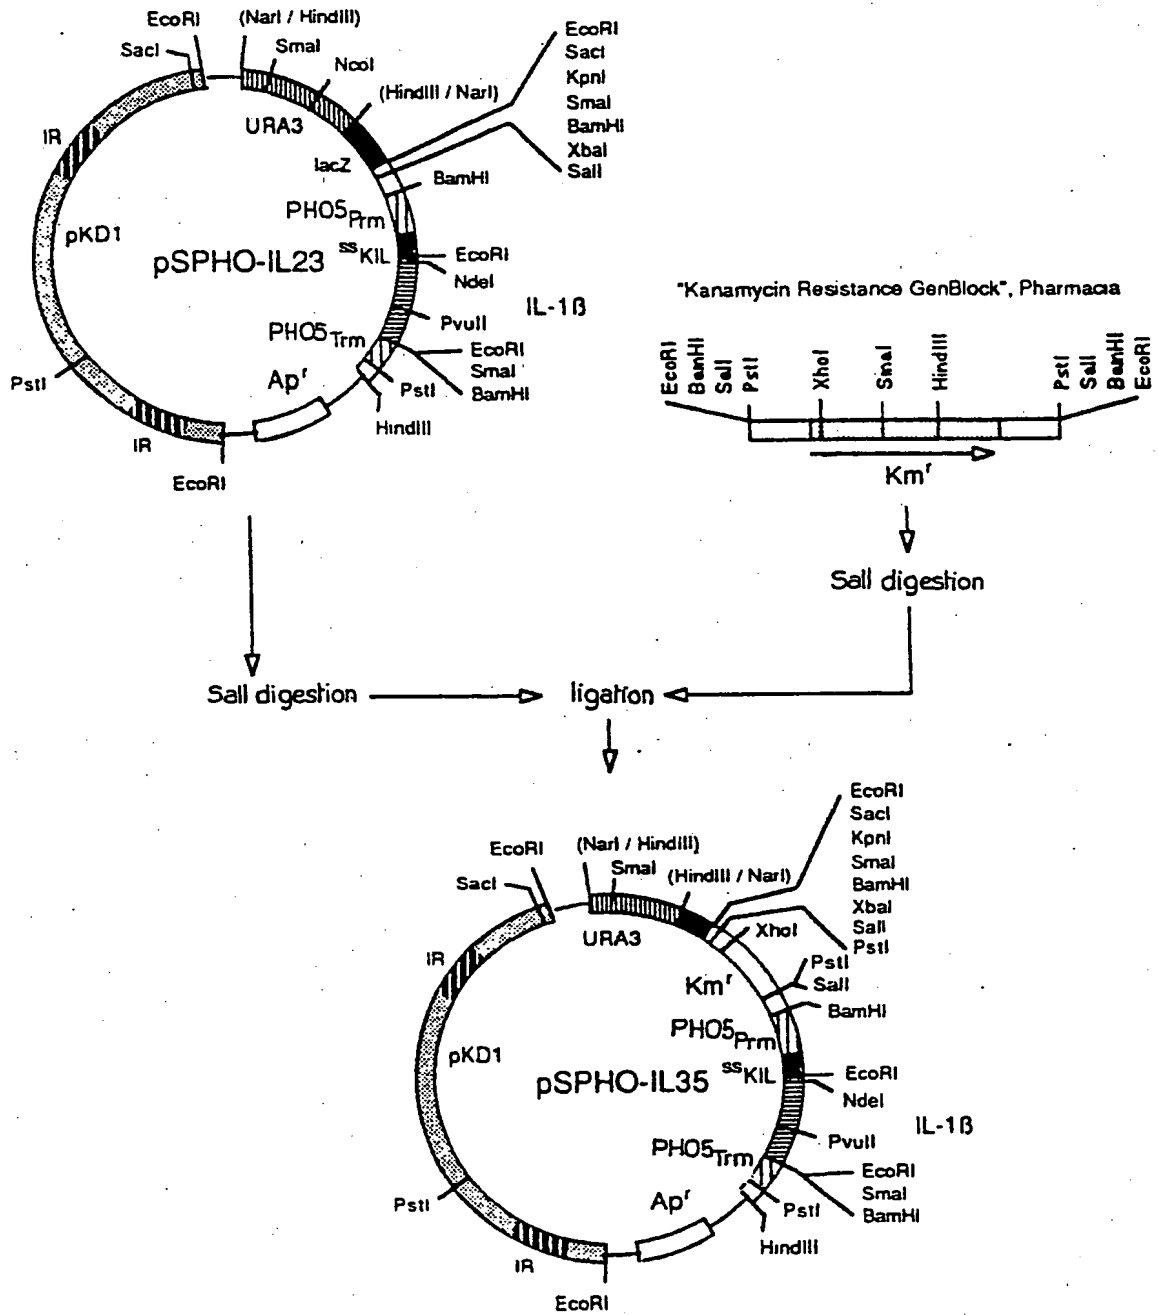 EcoRI
(NarI / HindIII)
SacI
SmaI
NcoI
(HindIII / NarI)
EcoRI
SacI
KpnI
SmaI
BamHI
XbaI
SalI
IR
URA3
lacZ
BamHI
PHO5Prm
pKD1
pSPHO-IL23
ssKIL
EcoRI
NdeI
IL-1ß
PvuII
PHO5Trm
EcoRI
SmaI
BamHI
PstI
PstI
Apr
HindIII
IR
EcoRI
"Kanamycin Resistance GenBlock", Pharmacia
EcoRI
BamHI
SalI
PstI
XhoI
SmaI
HindIII
PstI
SalI
BamHI
EcoRI
Kmr
SalI digestion
SalI digestion
ligation
EcoRI
SacI
KpnI
SmaI
BamHI
XbaI
SalI
PstI
EcoRI
(NarI / HindIII)
SacI
SmaI
(HindIII / NarI)
URA3
XhoI
IR
Kmr
PstI
SalI
BamHI
PHO5Prm
pKD1
pSPHO-IL35
ssKIL
EcoRI
NdeI
IL-1ß
PvuII
PHO5Trm
EcoRI
SmaI
BamHI
PstI
PstI
Apr
HindIII
IR
EcoRI